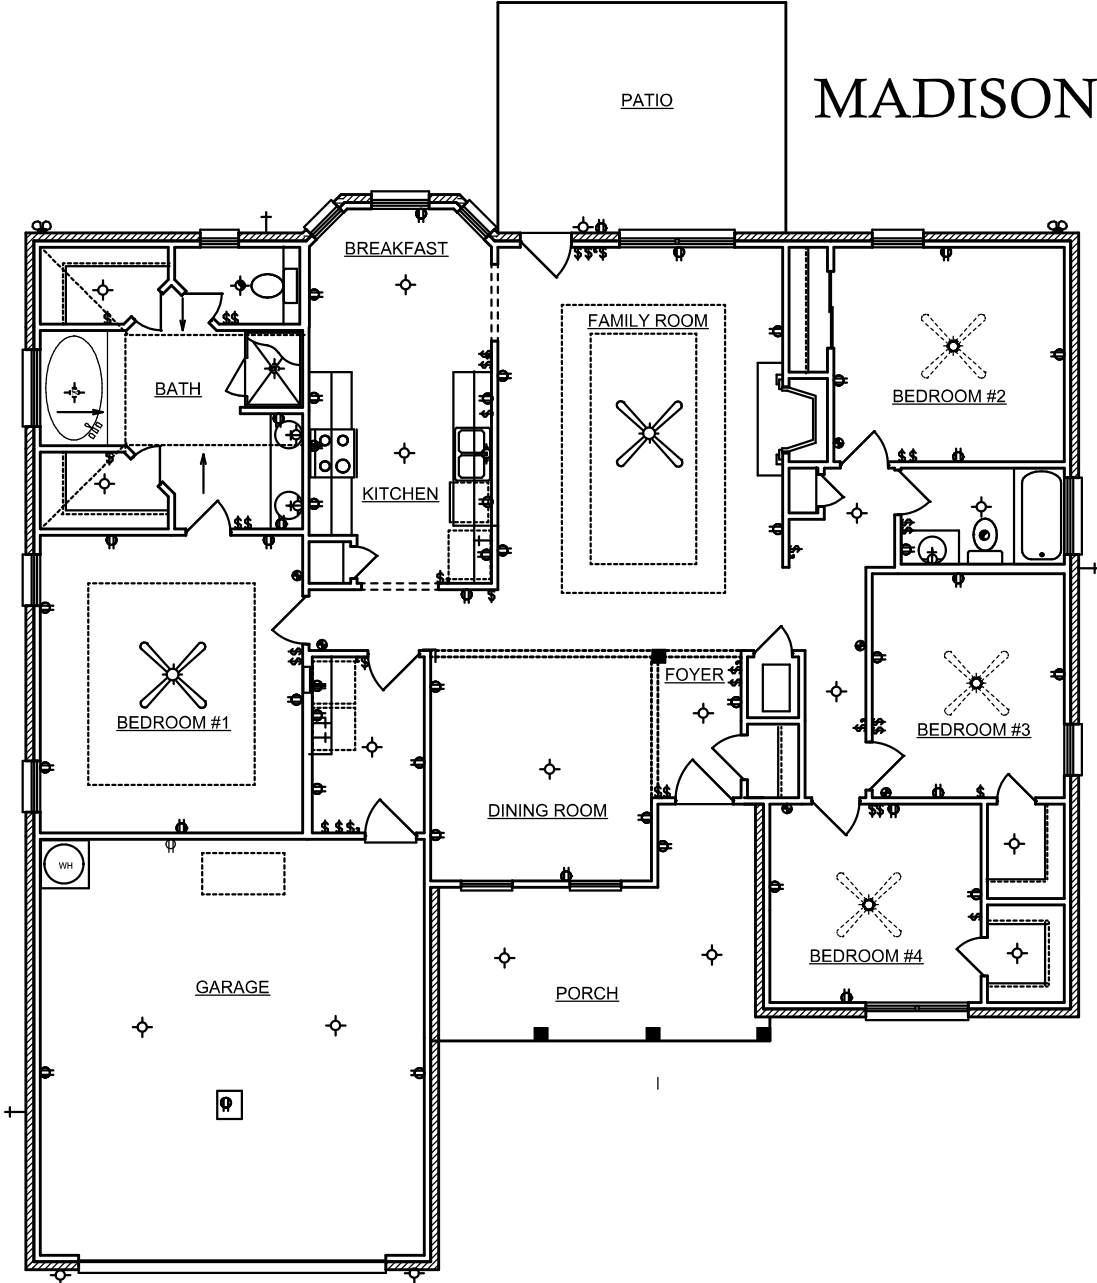 MADISON
PATIO
BREAKFAST
FAMILY ROOM
BATH
BEDROOM #2
KITCHEN
FOYER
BEDROOM #1
BEDROOM #3
DINING ROOM
WH
BEDROOM #4
GARAGE
PORCH